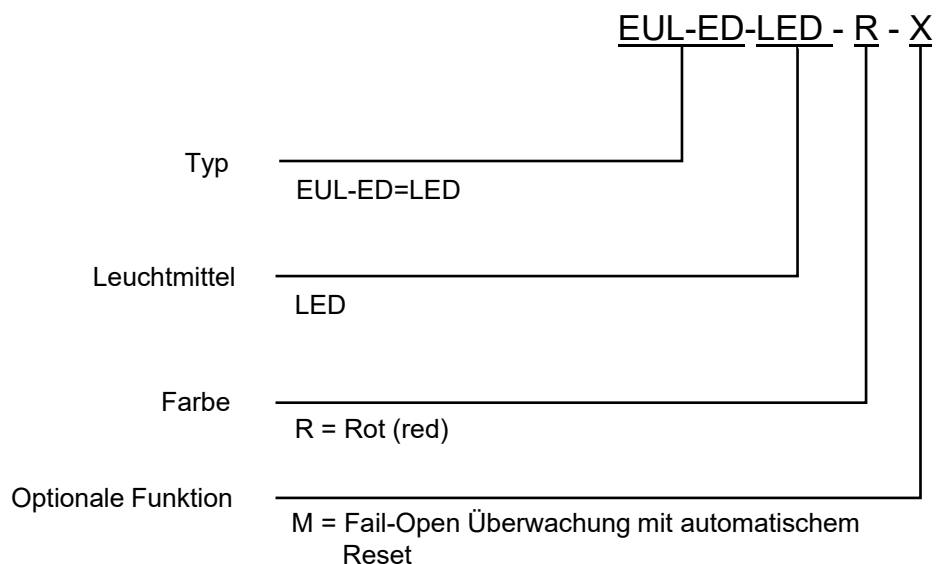 EUL-ED-LED - R - X
Typ
EUL-ED=LED
Leuchtmittel
LED
Farbe
R = Rot (red)
Optionale Funktion
M = Fail-Open Überwachung mit automatischem
Reset